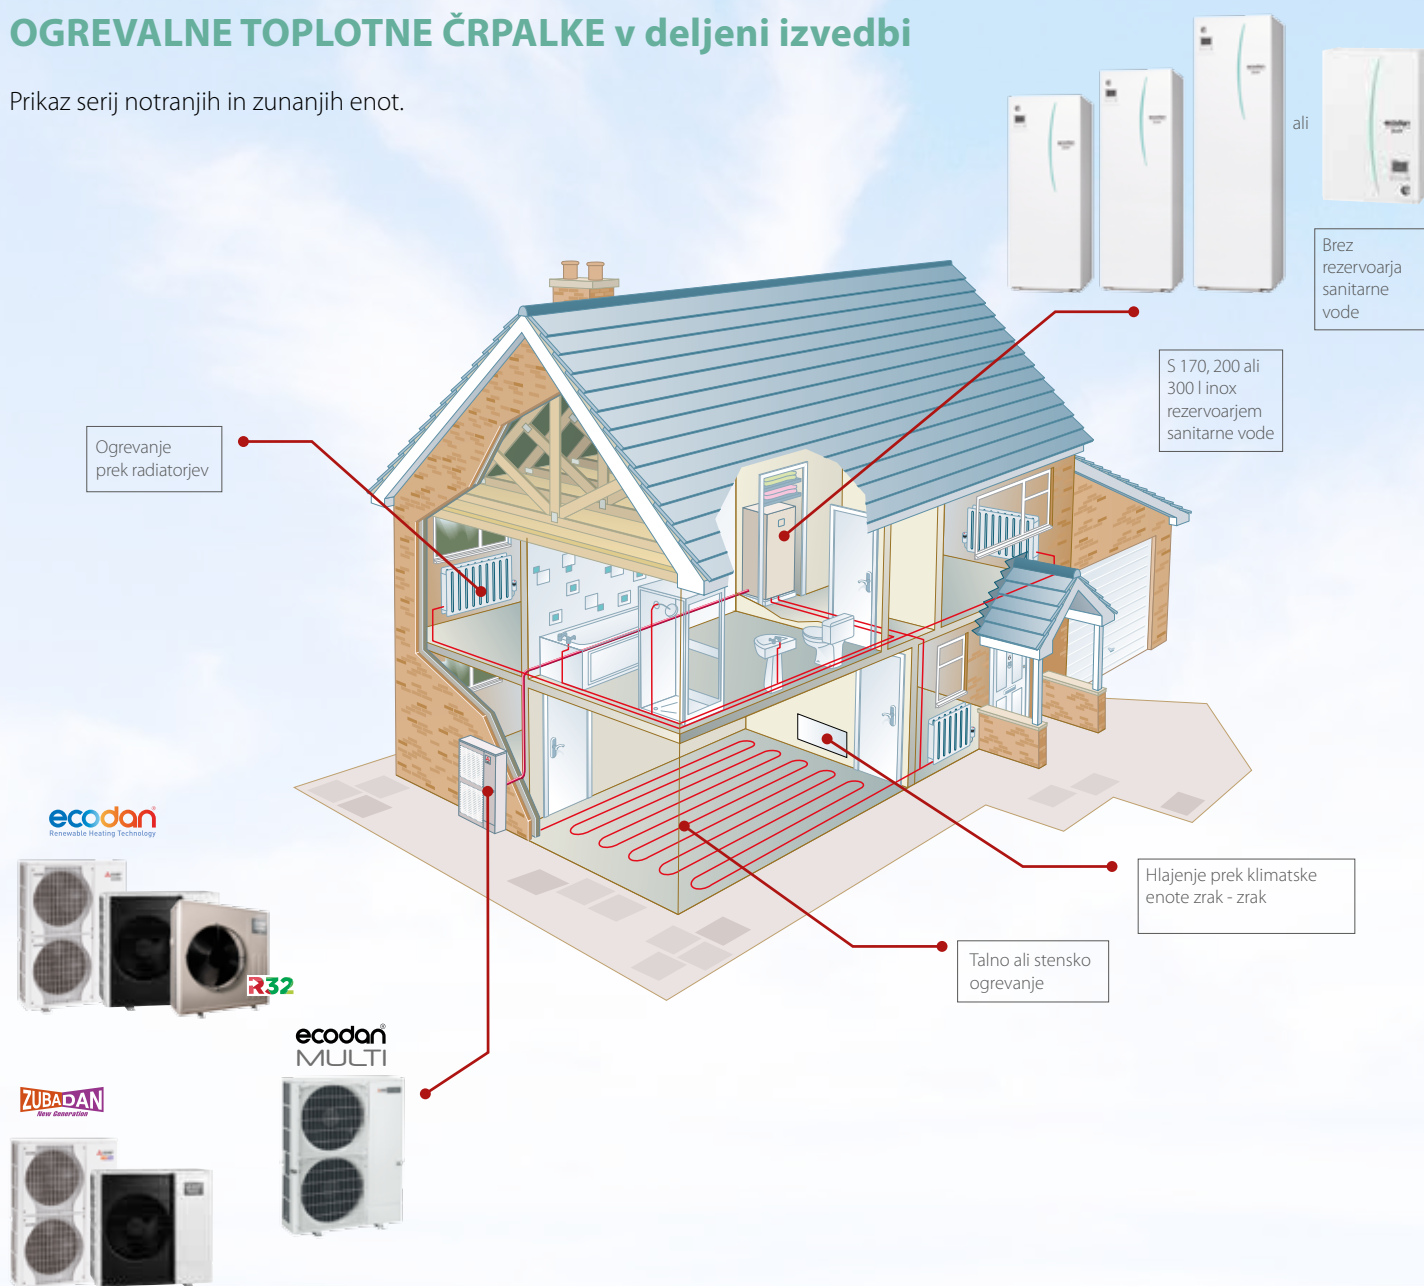 OGREVALNE TOPLOTNE ČRPALKE v deljeni izvedbi
Prikaz serij notranjih in zunanjih enot.
ali
Brez
rezervoarja
sanitarne
vode
S 170, 200 ali
300 l inox
rezervoarjem
sanitarne vode
Ogrevanje
prek radiatorjev
ecodan
Renewable Heating Technology
R32
Hlajenje prek klimatske
enote zrak - zrak
Talno ali stensko
ogrevanje
ecodan
MULTI
ZUBADAN
New Generation